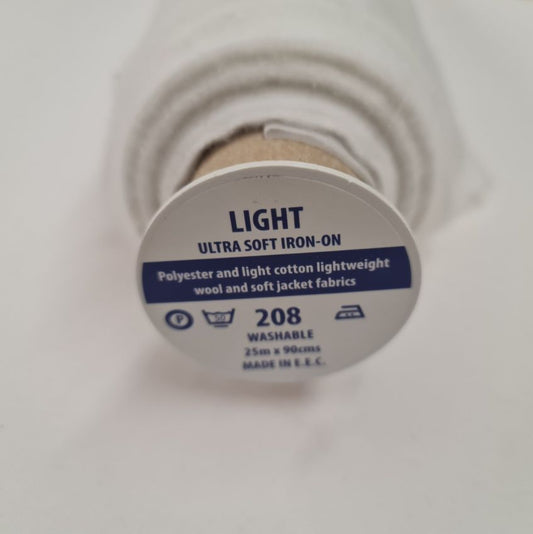 LIGHT
ULTRA SOFT IRON-ON
Polyester and light cotton lightweight
wool and soft jacket fabrics
P 50 208
WASHABLE
25m x 90cms
MADE IN E.E.C.